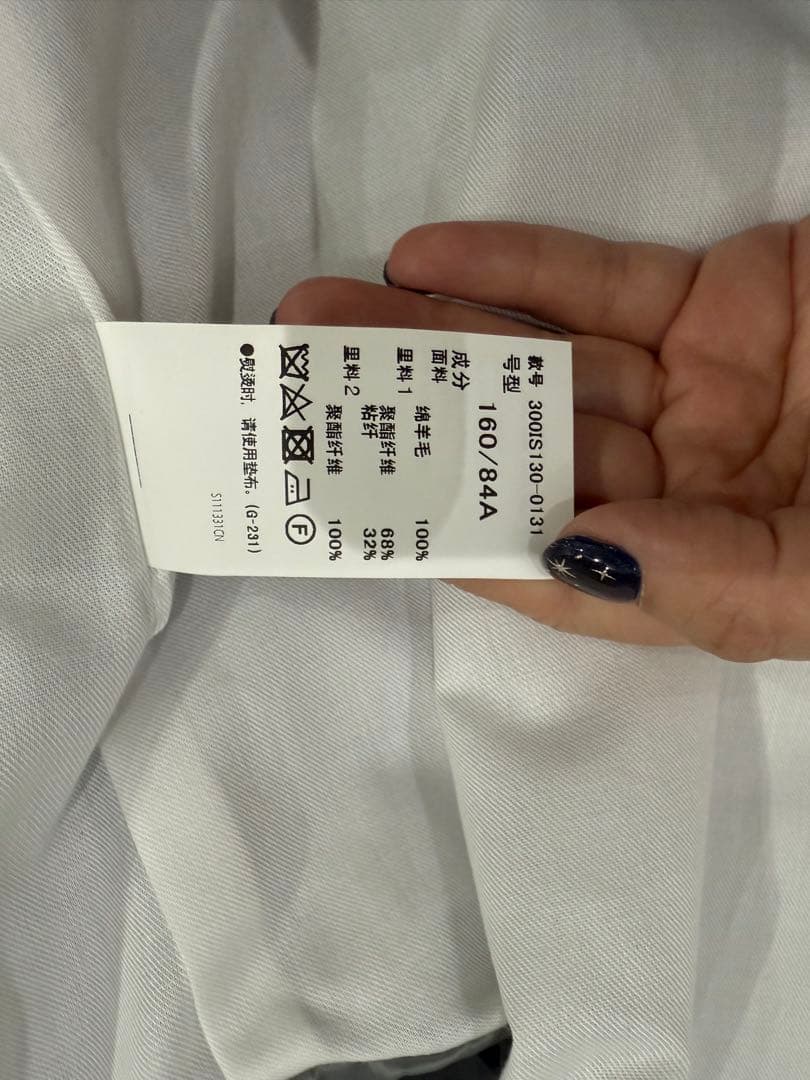 款号 300IS130-0131
号型
160/84A
成分
面料 绵羊毛 100%
里料1 聚酯纤维 68%
粘纤 32%
里料2 聚酯纤维 100%
F
●熨烫时，请使用垫布。(G-231)
S111331CN